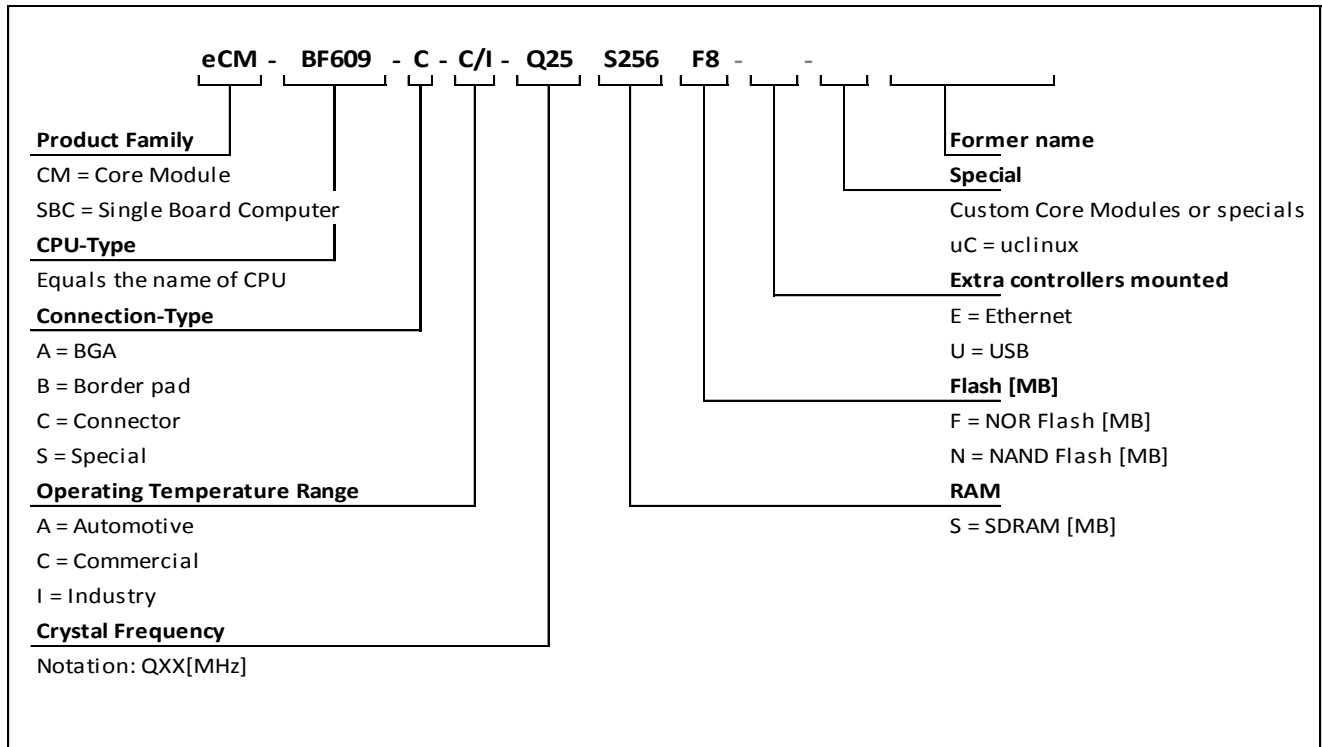 eCM - BF609 - C - C/I - Q25 S256 F8 - -
Product Family
CM = Core Module
SBC = Single Board Computer
CPU-Type
Equals the name of CPU
Connection-Type
A = BGA
B = Border pad
C = Connector
S = Special
Operating Temperature Range
A = Automotive
C = Commercial
I = Industry
Crystal Frequency
Notation: QXX[MHz]
Former name
Special
Custom Core Modules or specials
uC = uclinux
Extra controllers mounted
E = Ethernet
U = USB
Flash [MB]
F = NOR Flash [MB]
N = NAND Flash [MB]
RAM
S = SDRAM [MB]